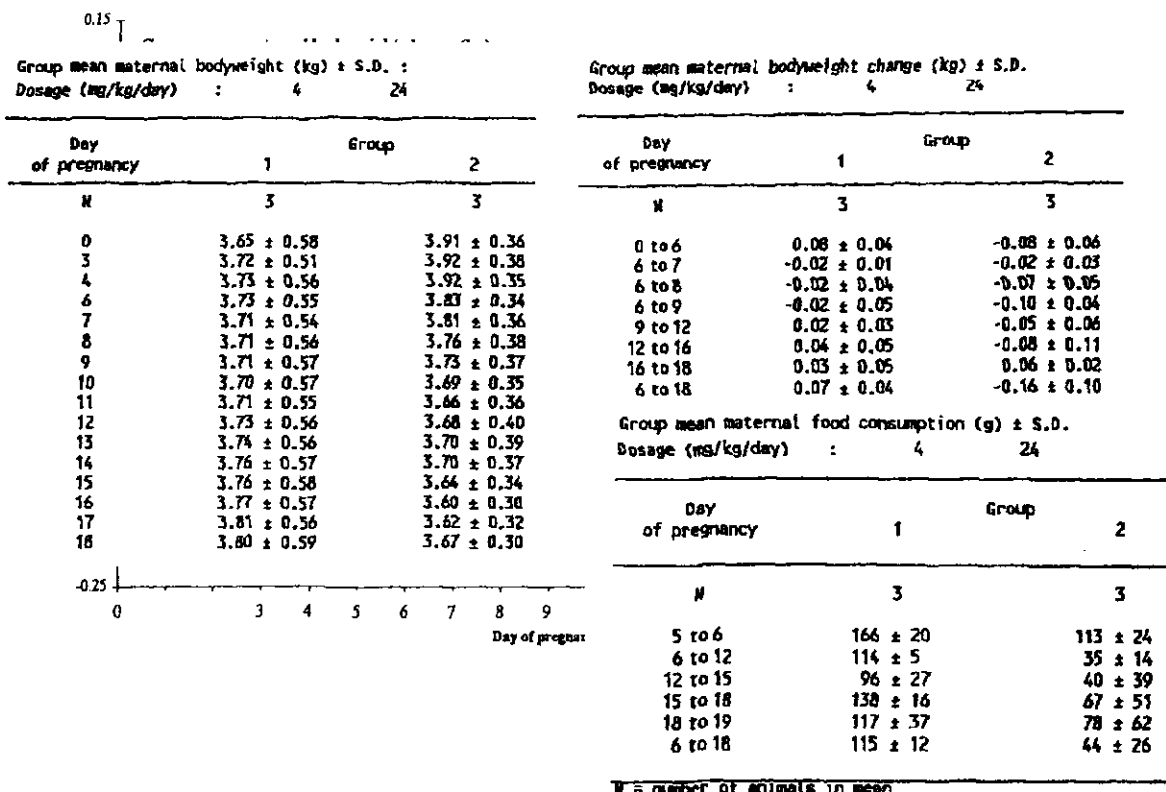 0.15
Group mean maternal bodyweight (kg) ± S.D. :
Dosage (mg/kg/day) : 4 24
Day of pregnancy Group
1 2
N 3 3
0 3.65 ± 0.58 3.91 ± 0.36
3 3.72 ± 0.51 3.92 ± 0.38
4 3.73 ± 0.56 3.92 ± 0.35
6 3.73 ± 0.55 3.83 ± 0.34
7 3.71 ± 0.54 3.81 ± 0.36
8 3.71 ± 0.56 3.76 ± 0.38
9 3.71 ± 0.57 3.73 ± 0.37
10 3.70 ± 0.57 3.69 ± 0.35
11 3.71 ± 0.55 3.66 ± 0.36
12 3.73 ± 0.56 3.68 ± 0.40
13 3.74 ± 0.56 3.70 ± 0.39
14 3.76 ± 0.57 3.70 ± 0.37
15 3.76 ± 0.58 3.64 ± 0.34
16 3.77 ± 0.57 3.60 ± 0.30
17 3.81 ± 0.56 3.62 ± 0.32
18 3.80 ± 0.59 3.67 ± 0.30
-0.25
0 3 4 5 6 7 8 9
Day of pregnan
Group mean maternal bodyweight change (kg) ± S.D.
Dosage (mg/kg/day) : 4 24
Day of pregnancy Group
1 2
N 3 3
0 to 6 0.08 ± 0.04 -0.08 ± 0.06
6 to 7 -0.02 ± 0.01 -0.02 ± 0.03
6 to 8 -0.02 ± 0.04 -0.07 ± 0.05
6 to 9 -0.02 ± 0.05 -0.10 ± 0.04
9 to 12 0.02 ± 0.03 -0.05 ± 0.06
12 to 16 0.04 ± 0.05 -0.08 ± 0.11
16 to 18 0.03 ± 0.05 0.06 ± 0.02
6 to 18 0.07 ± 0.04 -0.16 ± 0.10
Group mean maternal food consumption (g) ± S.D.
Dosage (mg/kg/day) : 4 24
Day of pregnancy Group
1 2
N 3 3
5 to 6 166 ± 20 113 ± 24
6 to 12 114 ± 5 35 ± 14
12 to 15 96 ± 27 40 ± 39
15 to 18 138 ± 16 67 ± 51
18 to 19 117 ± 37 78 ± 62
6 to 18 115 ± 12 44 ± 26
N = number of animals in mean